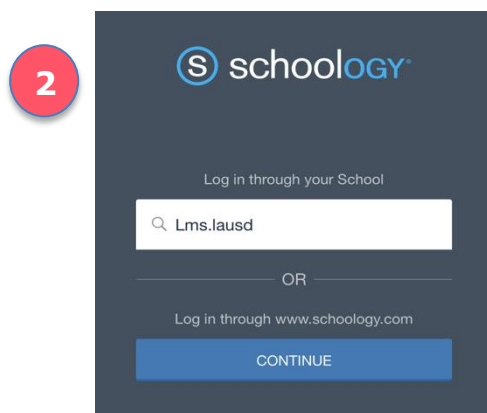 2
S schoology®
Log in through your School
Lms.lausd
OR
Log in through www.schoology.com
CONTINUE